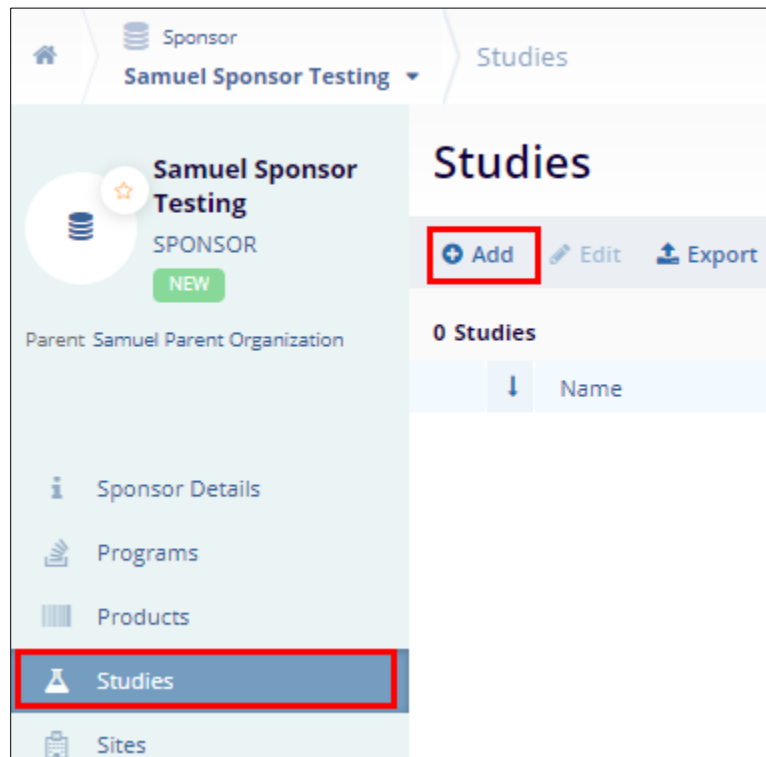 Sponsor
Samuel Sponsor Testing
Studies
Samuel Sponsor
Testing
SPONSOR
NEW
Parent Samuel Parent Organization
Sponsor Details
Programs
Products
Studies
Sites
Studies
Add Edit Export
0 Studies
Name